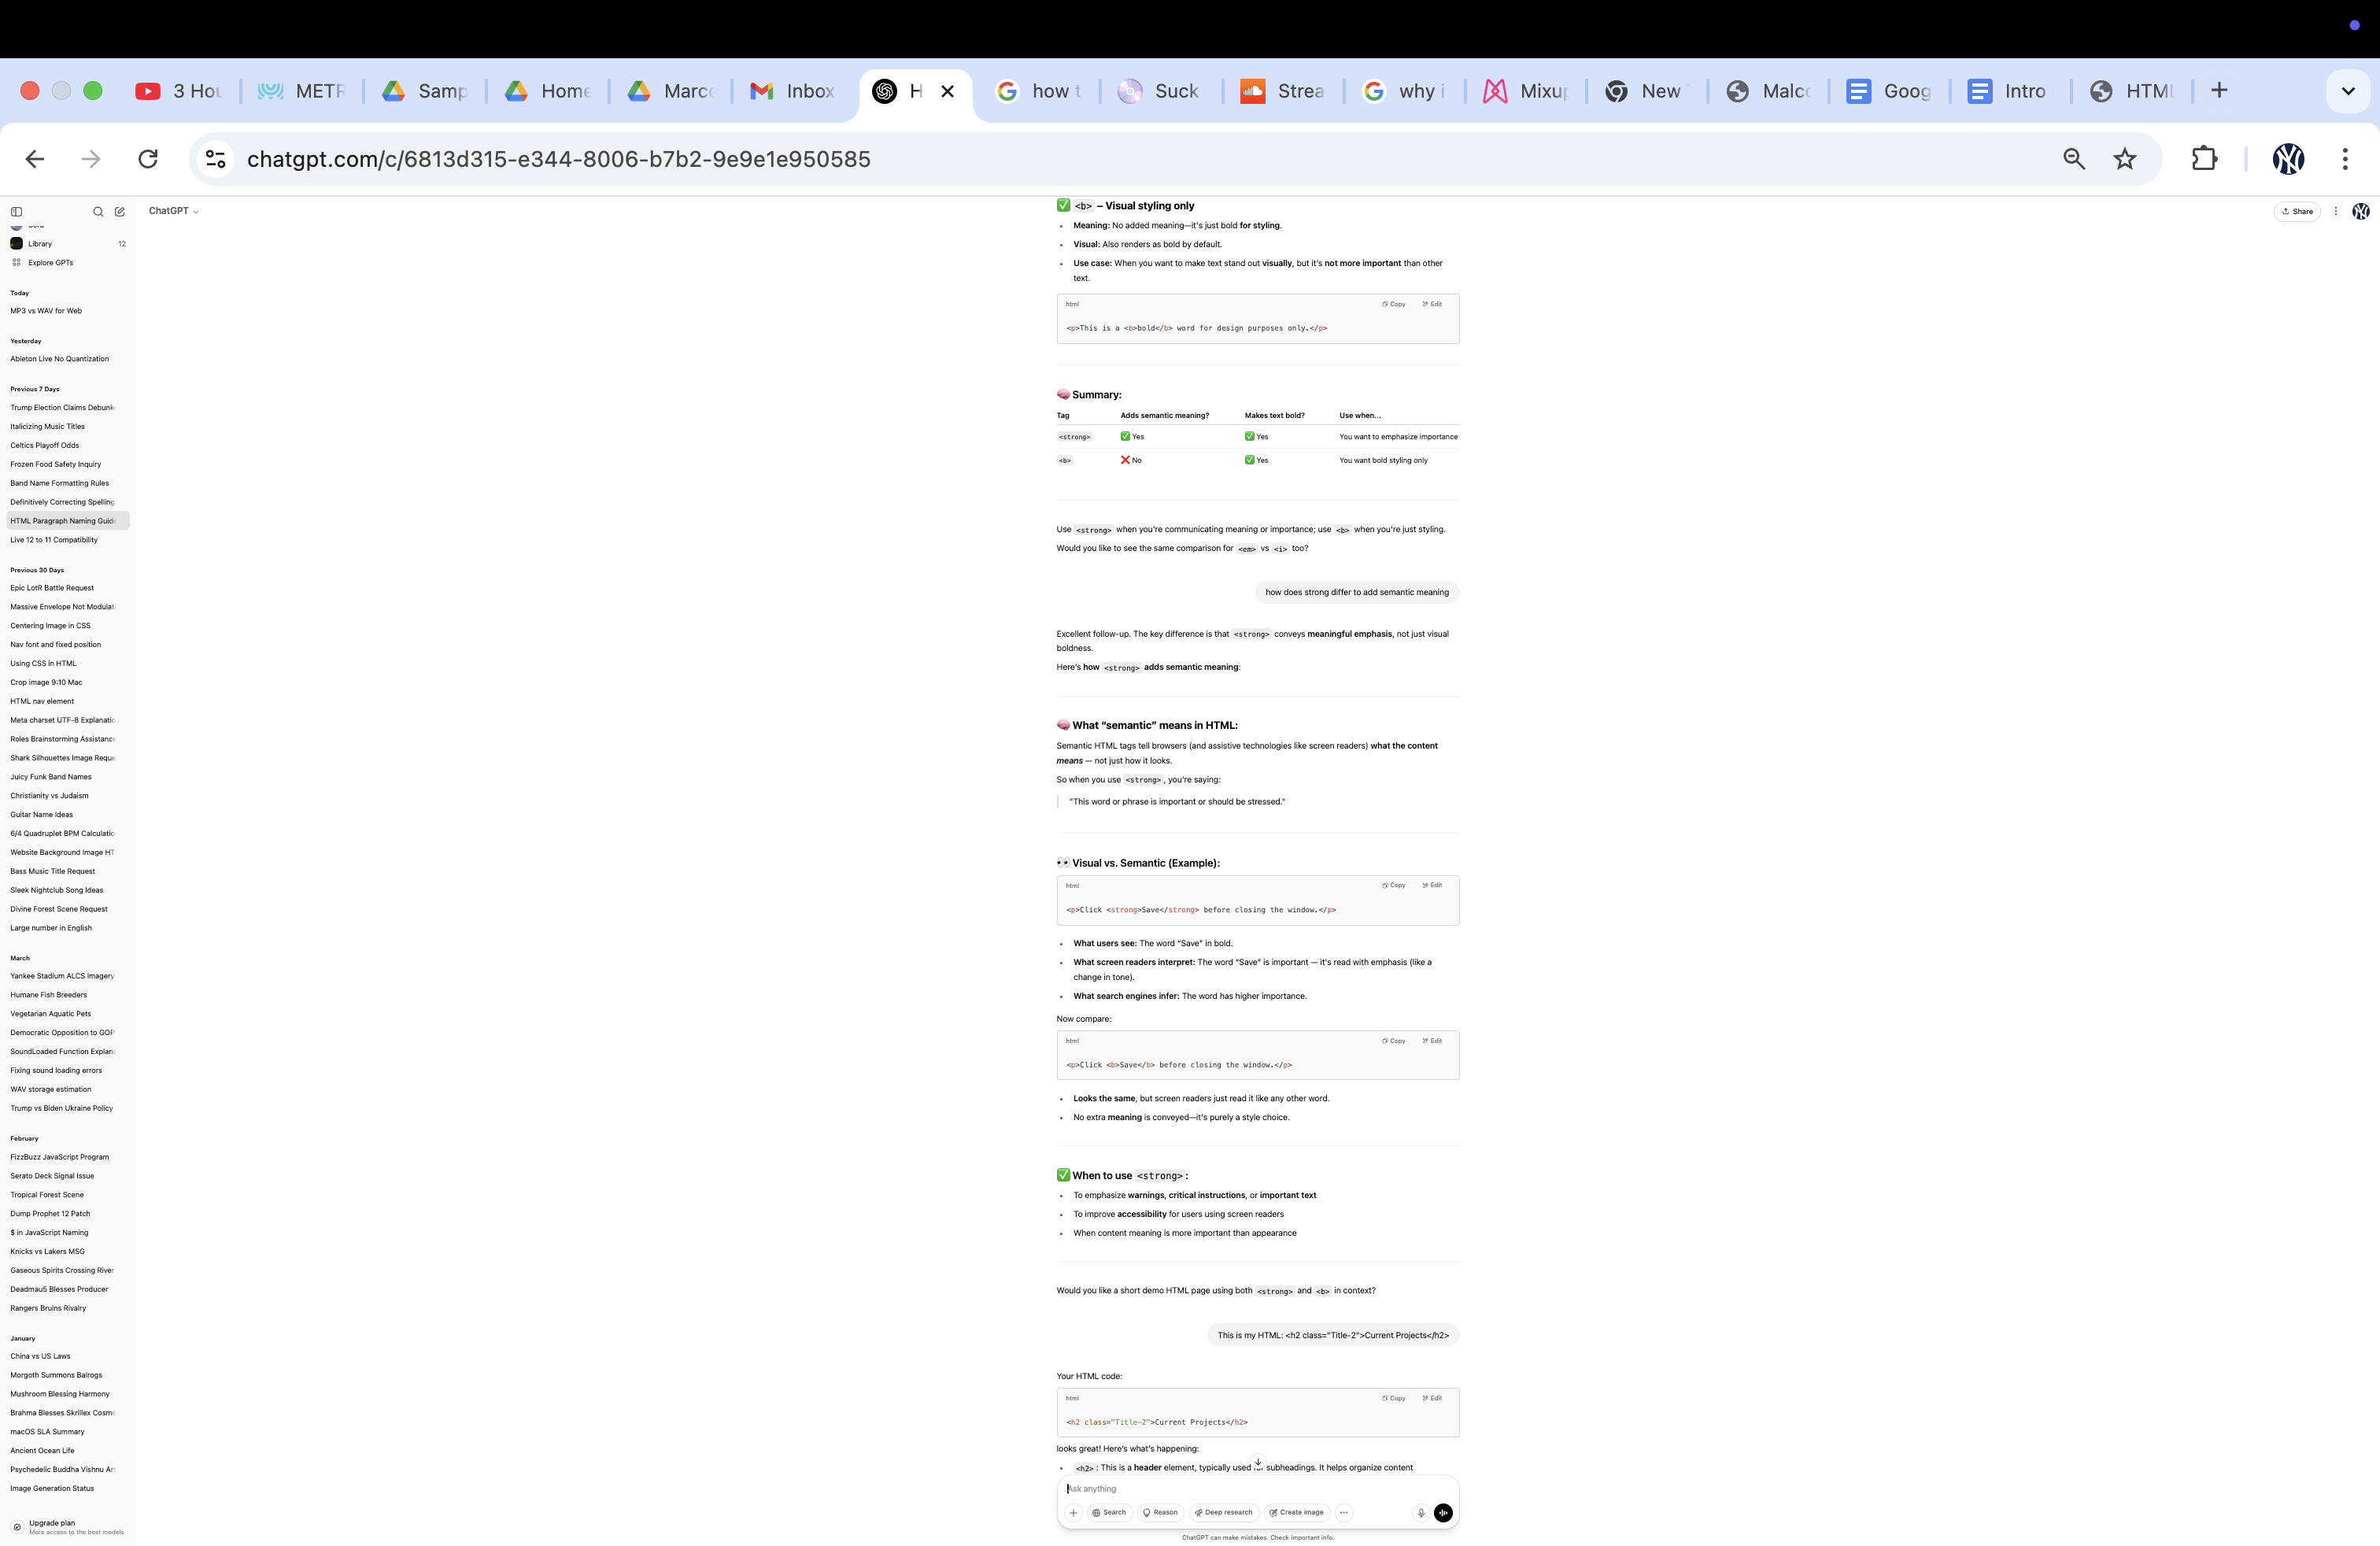 3 Hou
METR
Samp
Home
Marco
Inbox
H
how t
Suck
Strea
why i
Mixup
New
Malco
Goog
Intro
HTML
chatgpt.com/c/6813d315-e344-8006-b7b2-9e9e1e950585
ChatGPT
Share
Library 12
Explore GPTs
Today
MP3 vs WAV for Web
Yesterday
Ableton Live No Quantization
Previous 7 Days
Trump Election Claims Debunk
Italicizing Music Titles
Celtics Playoff Odds
Frozen Food Safety Inquiry
Band Name Formatting Rules
Definitively Correcting Spelling
HTML Paragraph Naming Guid
Live 12 to 11 Compatibility
Previous 30 Days
Epic LotR Battle Request
Massive Envelope Not Modulat
Centering Image in CSS
Nav font and fixed position
Using CSS in HTML
Crop image 9:10 Mac
HTML nav element
Meta charset UTF-8 Explanatio
Roles Brainstorming Assistance
Shark Silhouettes Image Reque
Juicy Funk Band Names
Christianity vs Judaism
Guitar Name Ideas
6/4 Quadruplet BPM Calculatio
Website Background Image HT
Bass Music Title Request
Sleek Nightclub Song Ideas
Divine Forest Scene Request
Large number in English
March
Yankee Stadium ALCS Imagery
Humane Fish Breeders
Vegetarian Aquatic Pets
Democratic Opposition to GOP
SoundLoaded Function Explana
Fixing sound loading errors
WAV storage estimation
Trump vs Biden Ukraine Policy
February
FizzBuzz JavaScript Program
Serato Deck Signal Issue
Tropical Forest Scene
Dump Prophet 12 Patch
$ in JavaScript Naming
Knicks vs Lakers MSG
Gaseous Spirits Crossing River
Deadmau5 Blesses Producer
Rangers Bruins Rivalry
January
China vs US Laws
Morgoth Summons Balrogs
Mushroom Blessing Harmony
Brahma Blesses Skrillex Cosmo
macOS SLA Summary
Ancient Ocean Life
Psychedelic Buddha Vishnu Art
Image Generation Status
Upgrade plan
More access to the best models
<b> – Visual styling only
Meaning: No added meaning—it's just bold for styling.
Visual: Also renders as bold by default.
Use case: When you want to make text stand out visually, but it's not more important than other
text.
html Copy Edit
<p>This is a <b>bold</b> word for design purposes only.</p>
Summary:
Tag Adds semantic meaning? Makes text bold? Use when...
<strong> ✅ Yes ✅ Yes You want to emphasize importance
<b> ❌ No ✅ Yes You want bold styling only
Use <strong> when you're communicating meaning or importance; use <b> when you're just styling.
Would you like to see the same comparison for <em> vs <i> too?
how does strong differ to add semantic meaning
Excellent follow-up. The key difference is that <strong> conveys meaningful emphasis, not just visual
boldness.
Here's how <strong> adds semantic meaning:
What “semantic” means in HTML:
Semantic HTML tags tell browsers (and assistive technologies like screen readers) what the content
means — not just how it looks.
So when you use <strong>, you're saying:
"This word or phrase is important or should be stressed."
Visual vs. Semantic (Example):
html Copy Edit
<p>Click <strong>Save</strong> before closing the window.</p>
What users see: The word “Save” in bold.
What screen readers interpret: The word “Save” is important — it's read with emphasis (like a
change in tone).
What search engines infer: The word has higher importance.
Now compare:
html Copy Edit
<p>Click <b>Save</b> before closing the window.</p>
Looks the same, but screen readers just read it like any other word.
No extra meaning is conveyed—it's purely a style choice.
When to use <strong>:
To emphasize warnings, critical instructions, or important text
To improve accessibility for users using screen readers
When content meaning is more important than appearance
Would you like a short demo HTML page using both <strong> and <b> in context?
This is my HTML: <h2 class="Title-2">Current Projects</h2>
Your HTML code:
html Copy Edit
<h2 class="Title-2">Current Projects</h2>
looks great! Here's what's happening:
<h2>: This is a header element, typically used subheadings. It helps organize content
Ask anything
Search Reason Deep research Create image
ChatGPT can make mistakes. Check important info.